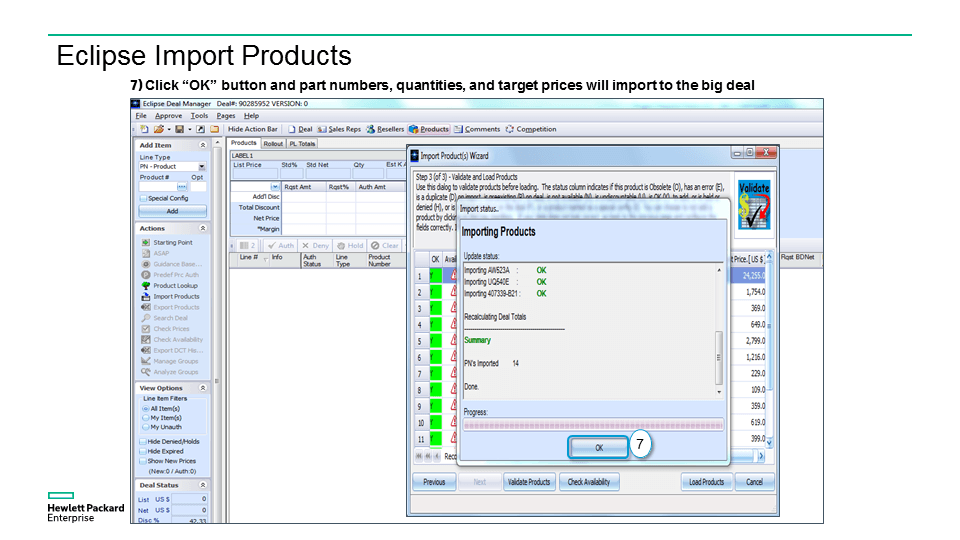 Eclipse Import Products
7) Click “OK” button and part numbers, quantities, and target prices will import to the big deal
Eclipse Deal Manager Deal#: 90285952 VERSION: 0
File Approve Tools Pages Help
Hide Action Bar Deal Sales Reps Resellers Products Comments Competition
Add Item
Line Type
PN - Product
Product # Opt
Special Config
Add
Actions
Starting Point
ASAP
Guidance Base...
Predef Prc Auth
Product Lookup
Import Products
Export Products
Search Deal
Check Prices
Check Availability
Export DCT His...
Manage Groups
Analyze Groups
View Options
Line Item Filters
All Item(s)
My Item(s)
My Unauth
Hide Denied/Holds
Hide Expired
Show New Prices
(New:0 / Auth:0)
Deal Status
List US $ 0
Net US $ 0
Disc % 42.33
Products Rollout PL Totals
LABEL1
List Price Std% Std Net Qty Est K A
Rqst Amt Rqst% Auth Amt
Add'l Disc
Total Discount
Net Price
*Margin
2 Auth Deny Hold Clear
Line # Info Auth Status Line Type Product Number
Rqst BDNet
Import Product(s) Wizard
Step 3 (of 3) - Validate and Load Products
Use this dialog to validate products before loading. The status column indicates if this product is Obsolete (O), has an error (E),
denied (H), or is
product by clickin
fields correctly. I
Validate
OK Avail
t Price.[ US $]
1 Y 24,255.0
2 Y 1,754.0
3 Y 369.0
4 Y 649.0
5 Y 2,799.0
6 Y 1,216.0
7 Y 229.0
8 Y 109.0
9 Y 359.0
10 Y 619.0
11 Y 399.0
Reco
Previous Next Validate Products Check Availability Load Products Cancel
Import status..
Importing Products
Update status:
Importing AW523A : OK
Importing UQ540E : OK
Importing 407339-B21 : OK
Recalculating Deal Totals
Summary
PN's Imported 14
Done.
Progress:
OK
7
Hewlett Packard
Enterprise